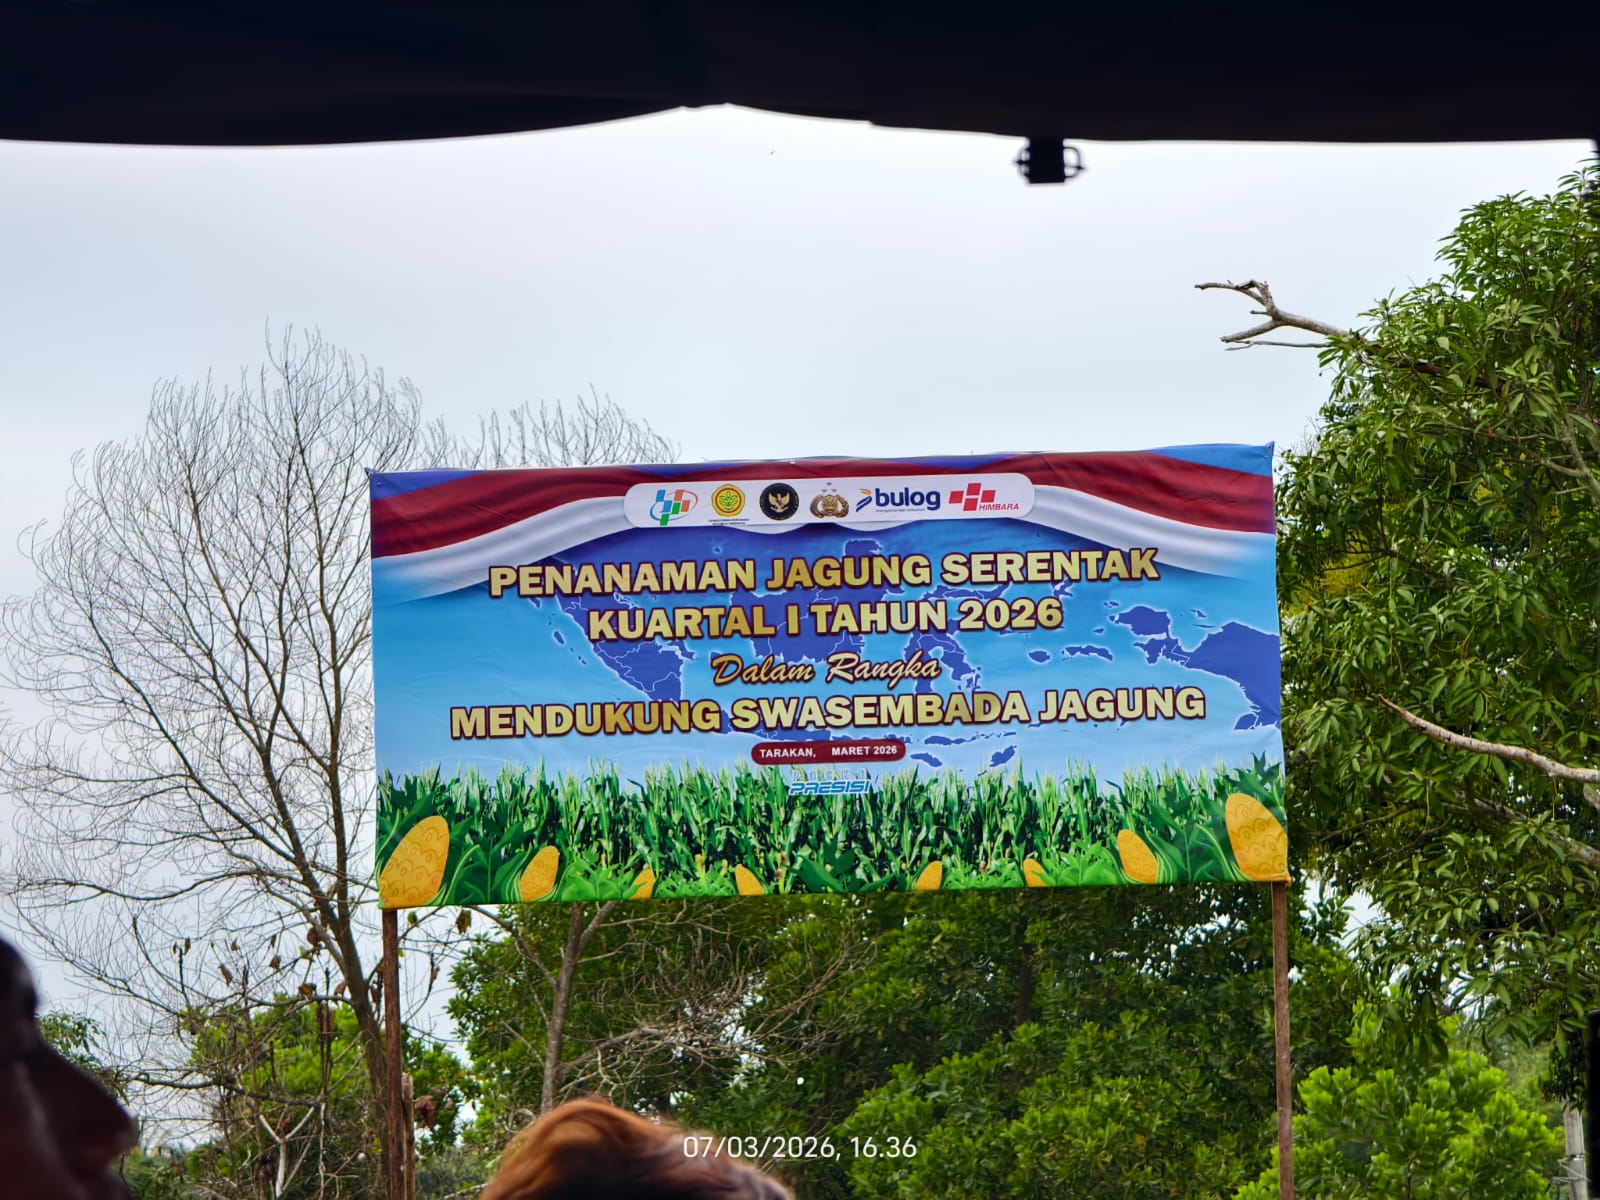 bulog
HIMBARA
PENANAMAN JAGUNG SERENTAK
KUARTAL I TAHUN 2026
Dalam Rangka
MENDUKUNG SWASEMBADA JAGUNG
TARAKAN, MARET 2026
PRESISI
07/03/2026, 16.36